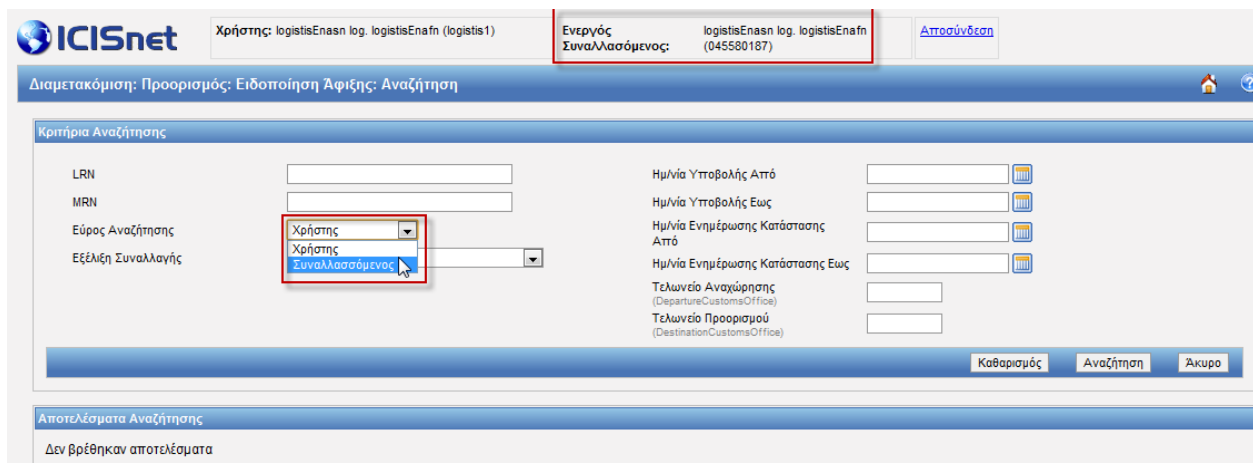 ICISnet
Χρήστης: logistisEnasn log. logistisEnafn (logistis1)
Ενεργός Συναλλασόμενος:
logistisEnasn log. logistisEnafn
(045580187)
Αποσύνδεση
Διαμετακόμιση: Προορισμός: Ειδοποίηση Άφιξης: Αναζήτηση
Κριτήρια Αναζήτησης
LRN
MRN
Εύρος Αναζήτησης
Χρήστης
Χρήστης
Συναλλασσόμενος
Εξέλιξη Συναλλαγής
Ημ/νία Υποβολής Από
Ημ/νία Υποβολής Εως
Ημ/νία Ενημέρωσης Κατάστασης
Από
Ημ/νία Ενημέρωσης Κατάστασης Εως
Τελωνείο Αναχώρησης
(DepartureCustomsOffice)
Τελωνείο Προορισμού
(DestinationCustomsOffice)
Καθαρισμός
Αναζήτηση
Άκυρο
Αποτελέσματα Αναζήτησης
Δεν βρέθηκαν αποτελέσματα